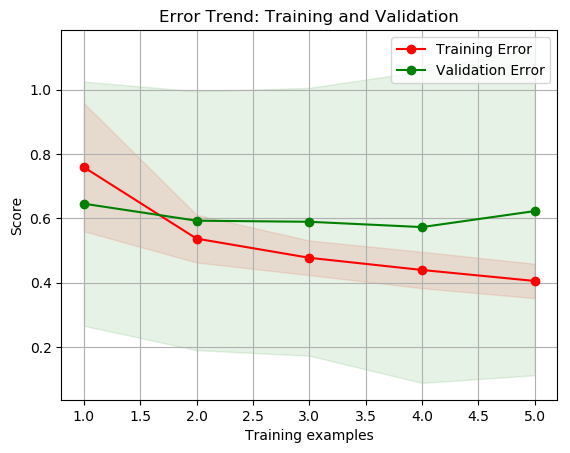 Error Trend: Training and Validation
Training Error
Validation Error
Score
1.0
0.8
0.6
0.4
0.2
1.0 1.5 2.0 2.5 3.0 3.5 4.0 4.5 5.0
Training examples